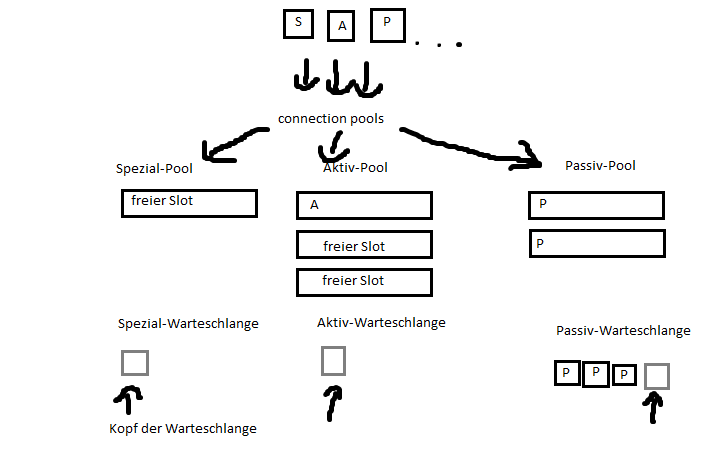 S A P . . .
connection pools
Spezial-Pool Aktiv-Pool Passiv-Pool
freier Slot A P
freier Slot P
freier Slot
Spezial-Warteschlange Aktiv-Warteschlange Passiv-Warteschlange
P P P
Kopf der Warteschlange